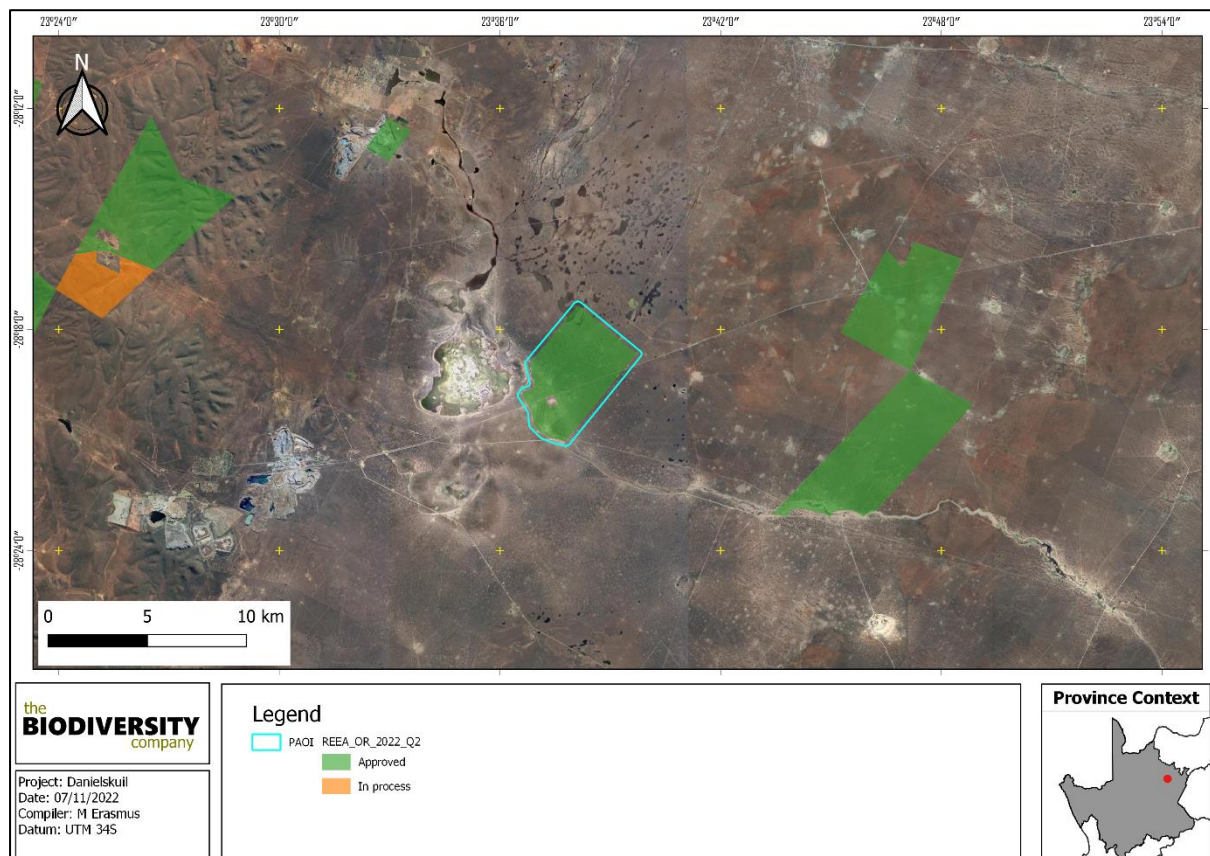 23°24'0" 23°30'0" 23°36'0" 23°42'0" 23°48'0" 23°54'0"
N
-28°12'0"
-28°18'0"
-28°24'0"
0 5 10 km
the
BIODIVERSITY
company
Project: Danielskuil
Date: 07/11/2022
Compiler: M Erasmus
Datum: UTM 34S
Legend
PAOI REEA_OR_2022_Q2
Approved
In process
Province Context